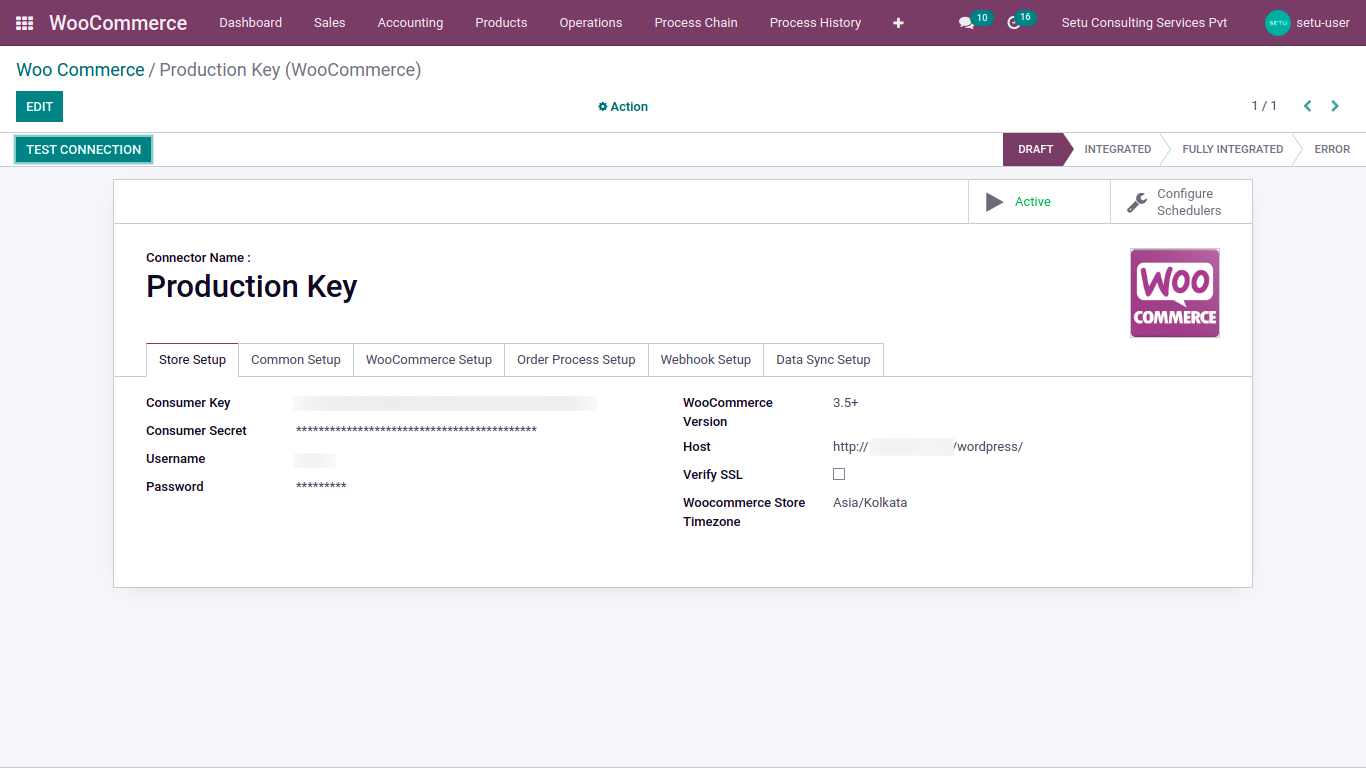 WooCommerce Dashboard Sales Accounting Products Operations Process Chain Process History 10 16 Setu Consulting Services Pvt SETU setu-user
Woo Commerce / Production Key (WooCommerce)
EDIT Action 1 / 1
TEST CONNECTION DRAFT INTEGRATED FULLY INTEGRATED ERROR
Active Configure
Schedulers
Connector Name :
Production Key
WOO
COMMERCE
Store Setup Common Setup WooCommerce Setup Order Process Setup Webhook Setup Data Sync Setup
Consumer Key
Consumer Secret *******************************************
Username
Password *********
WooCommerce 3.5+
Version
Host http:// /wordpress/
Verify SSL
Woocommerce Store Asia/Kolkata
Timezone